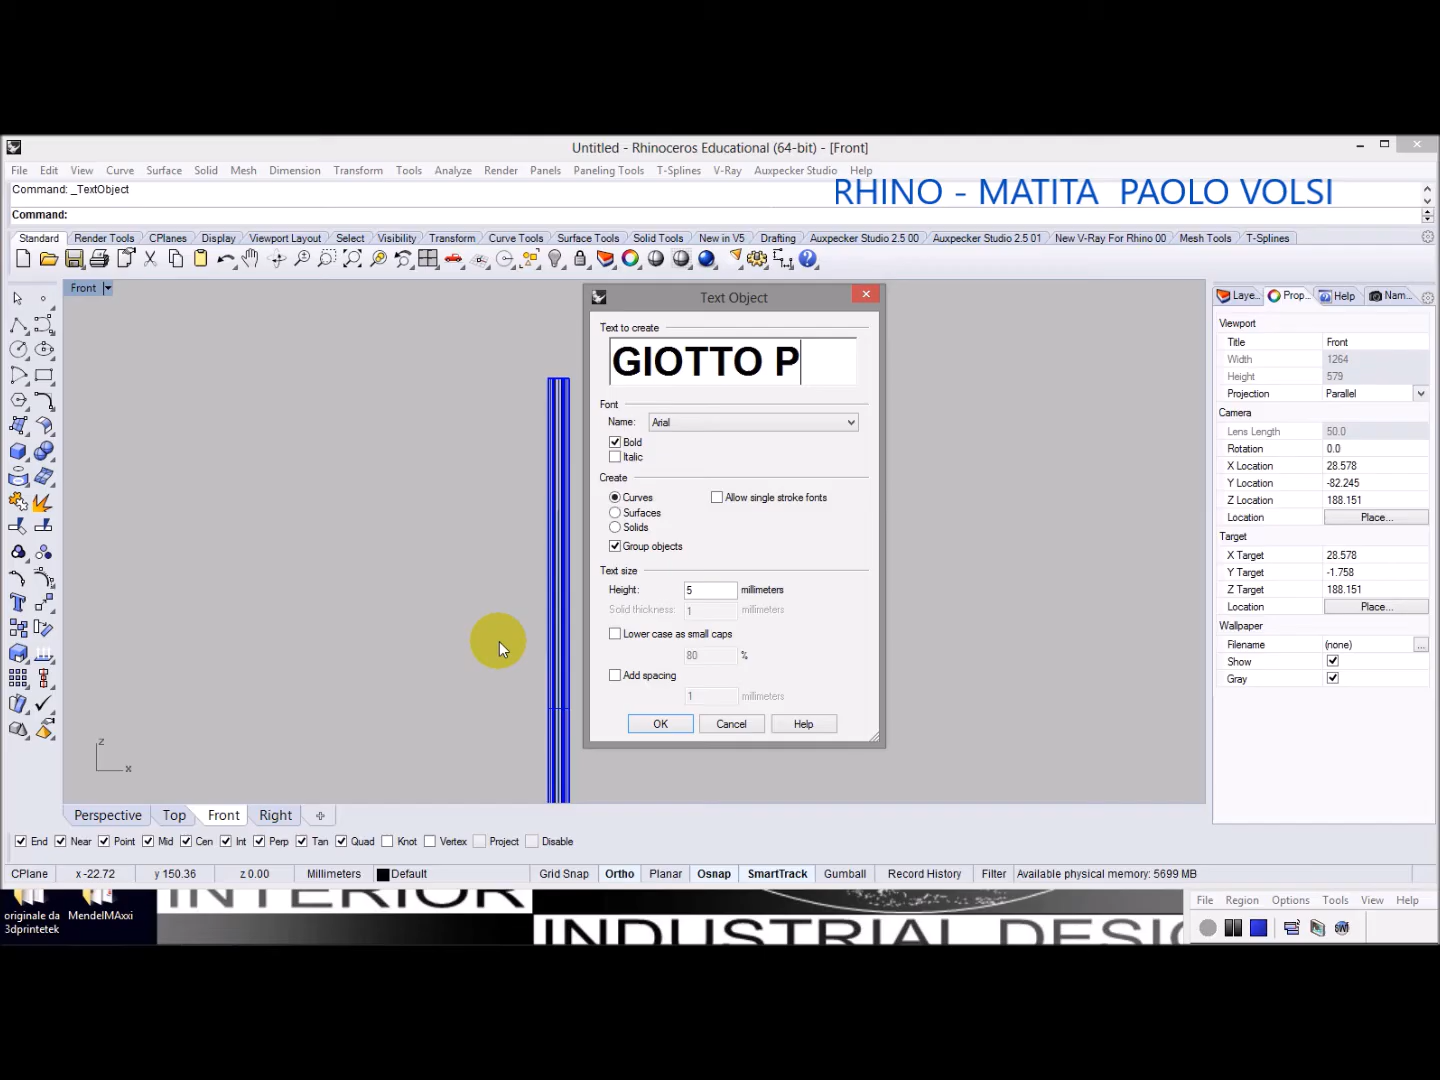 Untitled - Rhinoceros Educational (64-bit) - [Front]
File Edit View Curve Surface Solid Mesh Dimension Transform Tools Analyze Render Panels Paneling Tools T-Splines V-Ray Auxpecker Studio Help
RHINO - MATITA PAOLO VOLSI
Command: _TextObject
Command:
Standard Render Tools CPlanes Display Viewport Layout Select Visibility Transform Curve Tools Surface Tools Solid Tools New in V5 Drafting Auxpecker Studio 2.5 00 Auxpecker Studio 2.5 01 New V-Ray For Rhino 00 Mesh Tools T-Splines
Front
Text Object
Text to create
GIOTTO P
Font
Name: Arial
Bold
Italic
Create
Curves Allow single stroke fonts
Surfaces
Solids
Group objects
Text size
Height: 5 millimeters
Solid thickness: 1 millimeters
Lower case as small caps
80 %
Add spacing
1 millimeters
OK Cancel Help
Laye... Prop... Help Nam...
Viewport
Title Front
Width 1264
Height 579
Projection Parallel
Camera
Lens Length 50.0
Rotation 0.0
X Location 28.578
Y Location -82.245
Z Location 188.151
Location Place...
Target
X Target 28.578
Y Target -1.758
Z Target 188.151
Location Place...
Wallpaper
Filename (none) ...
Show
Gray
z
x
Perspective Top Front Right
End Near Point Mid Cen Int Perp Tan Quad Knot Vertex Project Disable
CPlane x -22.72 y 150.36 z 0.00 Millimeters Default Grid Snap Ortho Planar Osnap SmartTrack Gumball Record History Filter Available physical memory: 5699 MB
originale da 3dprintetek
MendelMAxxi
INTERIOR
INDUSTRIAL DESIG
File Region Options Tools View Help